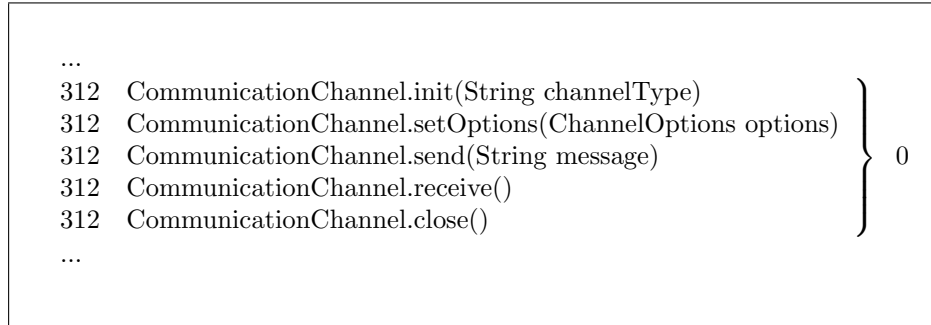 ...
312 CommunicationChannel.init(String channelType)
312 CommunicationChannel.setOptions(ChannelOptions options)
312 CommunicationChannel.send(String message)
312 CommunicationChannel.receive()
312 CommunicationChannel.close()
0
...